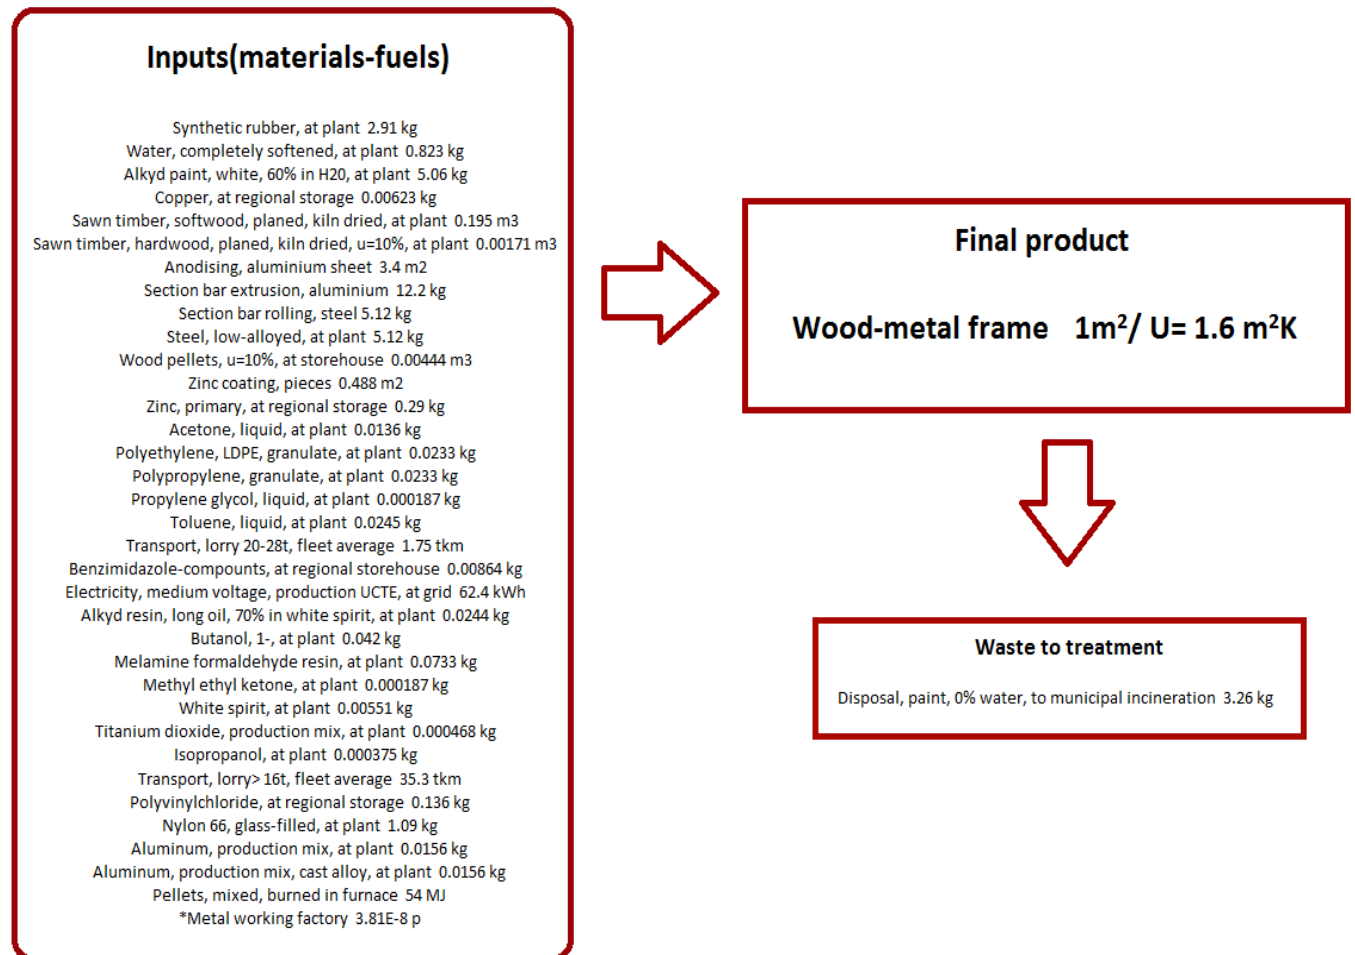 Inputs(materials-fuels)
Synthetic rubber, at plant 2.91 kg
Water, completely softened, at plant 0.823 kg
Alkyd paint, white, 60% in H20, at plant 5.06 kg
Copper, at regional storage 0.00623 kg
Sawn timber, softwood, planed, kiln dried, at plant 0.195 m3
Sawn timber, hardwood, planed, kiln dried, u=10%, at plant 0.00171 m3
Anodising, aluminium sheet 3.4 m2
Section bar extrusion, aluminium 12.2 kg
Section bar rolling, steel 5.12 kg
Steel, low-alloyed, at plant 5.12 kg
Wood pellets, u=10%, at storehouse 0.00444 m3
Zinc coating, pieces 0.488 m2
Zinc, primary, at regional storage 0.29 kg
Acetone, liquid, at plant 0.0136 kg
Polyethylene, LDPE, granulate, at plant 0.0233 kg
Polypropylene, granulate, at plant 0.0233 kg
Propylene glycol, liquid, at plant 0.000187 kg
Toluene, liquid, at plant 0.0245 kg
Transport, lorry 20-28t, fleet average 1.75 tkm
Benzimidazole-compounts, at regional storehouse 0.00864 kg
Electricity, medium voltage, production UCTE, at grid 62.4 kWh
Alkyd resin, long oil, 70% in white spirit, at plant 0.0244 kg
Butanol, 1-, at plant 0.042 kg
Melamine formaldehyde resin, at plant 0.0733 kg
Methyl ethyl ketone, at plant 0.000187 kg
White spirit, at plant 0.00551 kg
Titanium dioxide, production mix, at plant 0.000468 kg
Isopropanol, at plant 0.000375 kg
Transport, lorry> 16t, fleet average 35.3 tkm
Polyvinylchloride, at regional storage 0.136 kg
Nylon 66, glass-filled, at plant 1.09 kg
Aluminum, production mix, at plant 0.0156 kg
Aluminum, production mix, cast alloy, at plant 0.0156 kg
Pellets, mixed, burned in furnace 54 MJ
*Metal working factory 3.81E-8 p
Final product
Wood-metal frame 1m²/ U= 1.6 m²K
Waste to treatment
Disposal, paint, 0% water, to municipal incineration 3.26 kg